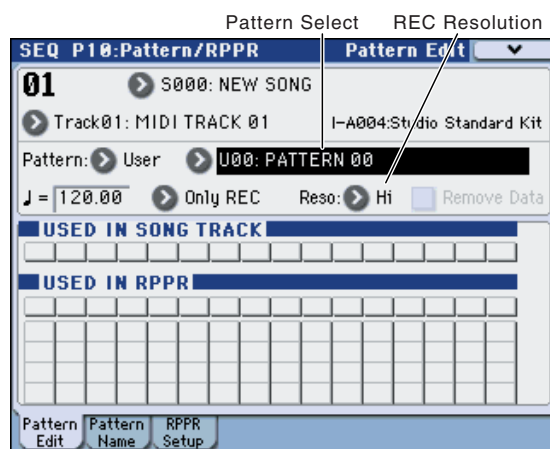 Pattern Select REC Resolution
SEQ P10:Pattern/RPPR Pattern Edit
01 S000: NEW SONG
Track01: MIDI TRACK 01 I-A004:Studio Standard Kit
Pattern: User U00: PATTERN 00
♩ = 120.00 Only REC Reso: Hi Remove Data
USED IN SONG TRACK
USED IN RPPR
Pattern Edit Pattern Name RPPR Setup